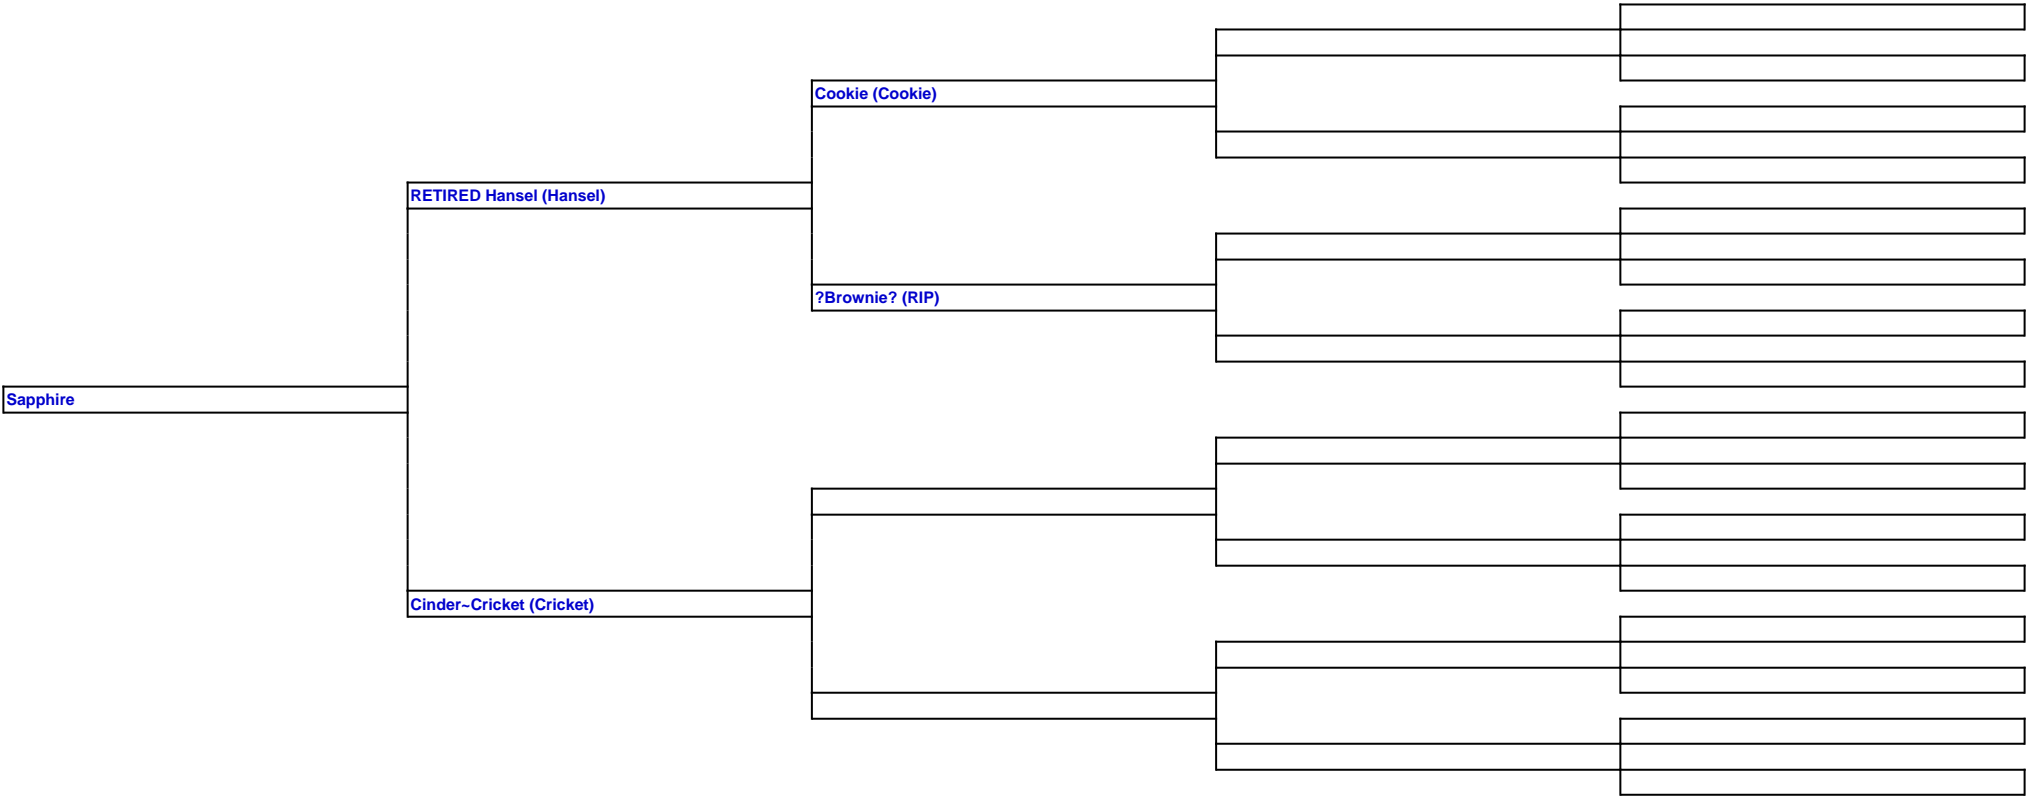 Cookie (Cookie)
RETIRED Hansel (Hansel)
?Brownie? (RIP)
Sapphire
Cinder~Cricket (Cricket)